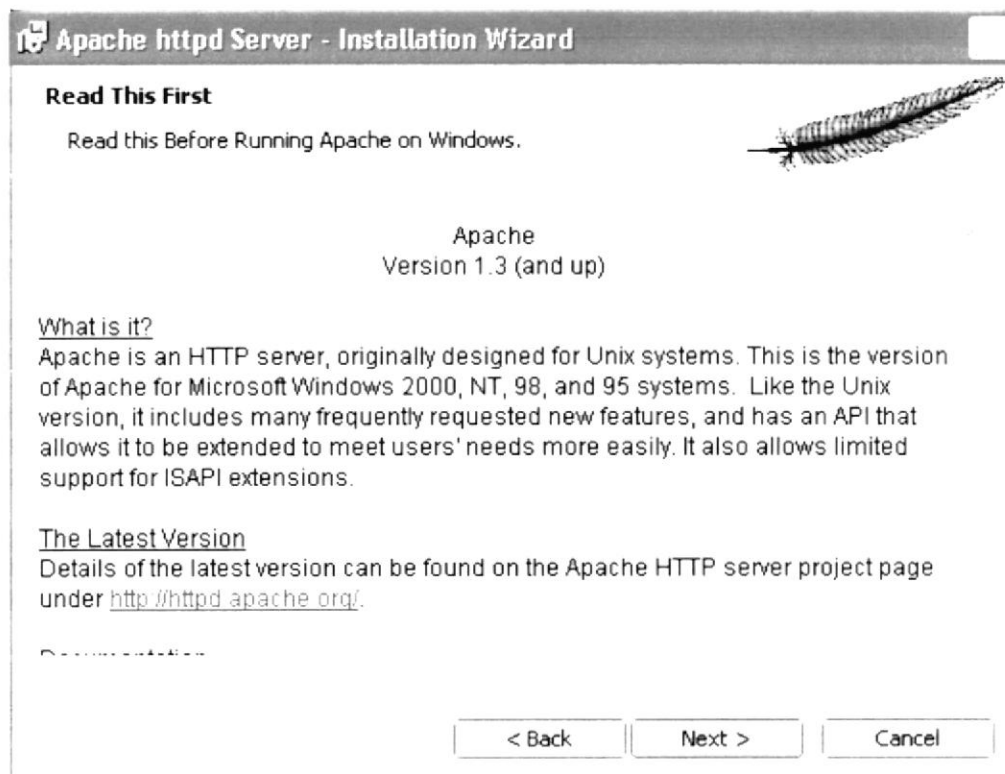 Apache httpd Server - Installation Wizard
Read This First
Read this Before Running Apache on Windows.
Apache
Version 1.3 (and up)
What is it?
Apache is an HTTP server, originally designed for Unix systems. This is the version
of Apache for Microsoft Windows 2000, NT, 98, and 95 systems. Like the Unix
version, it includes many frequently requested new features, and has an API that
allows it to be extended to meet users' needs more easily. It also allows limited
support for ISAPI extensions.
The Latest Version
Details of the latest version can be found on the Apache HTTP server project page
under http://httpd.apache.org/.
< Back
Next >
Cancel